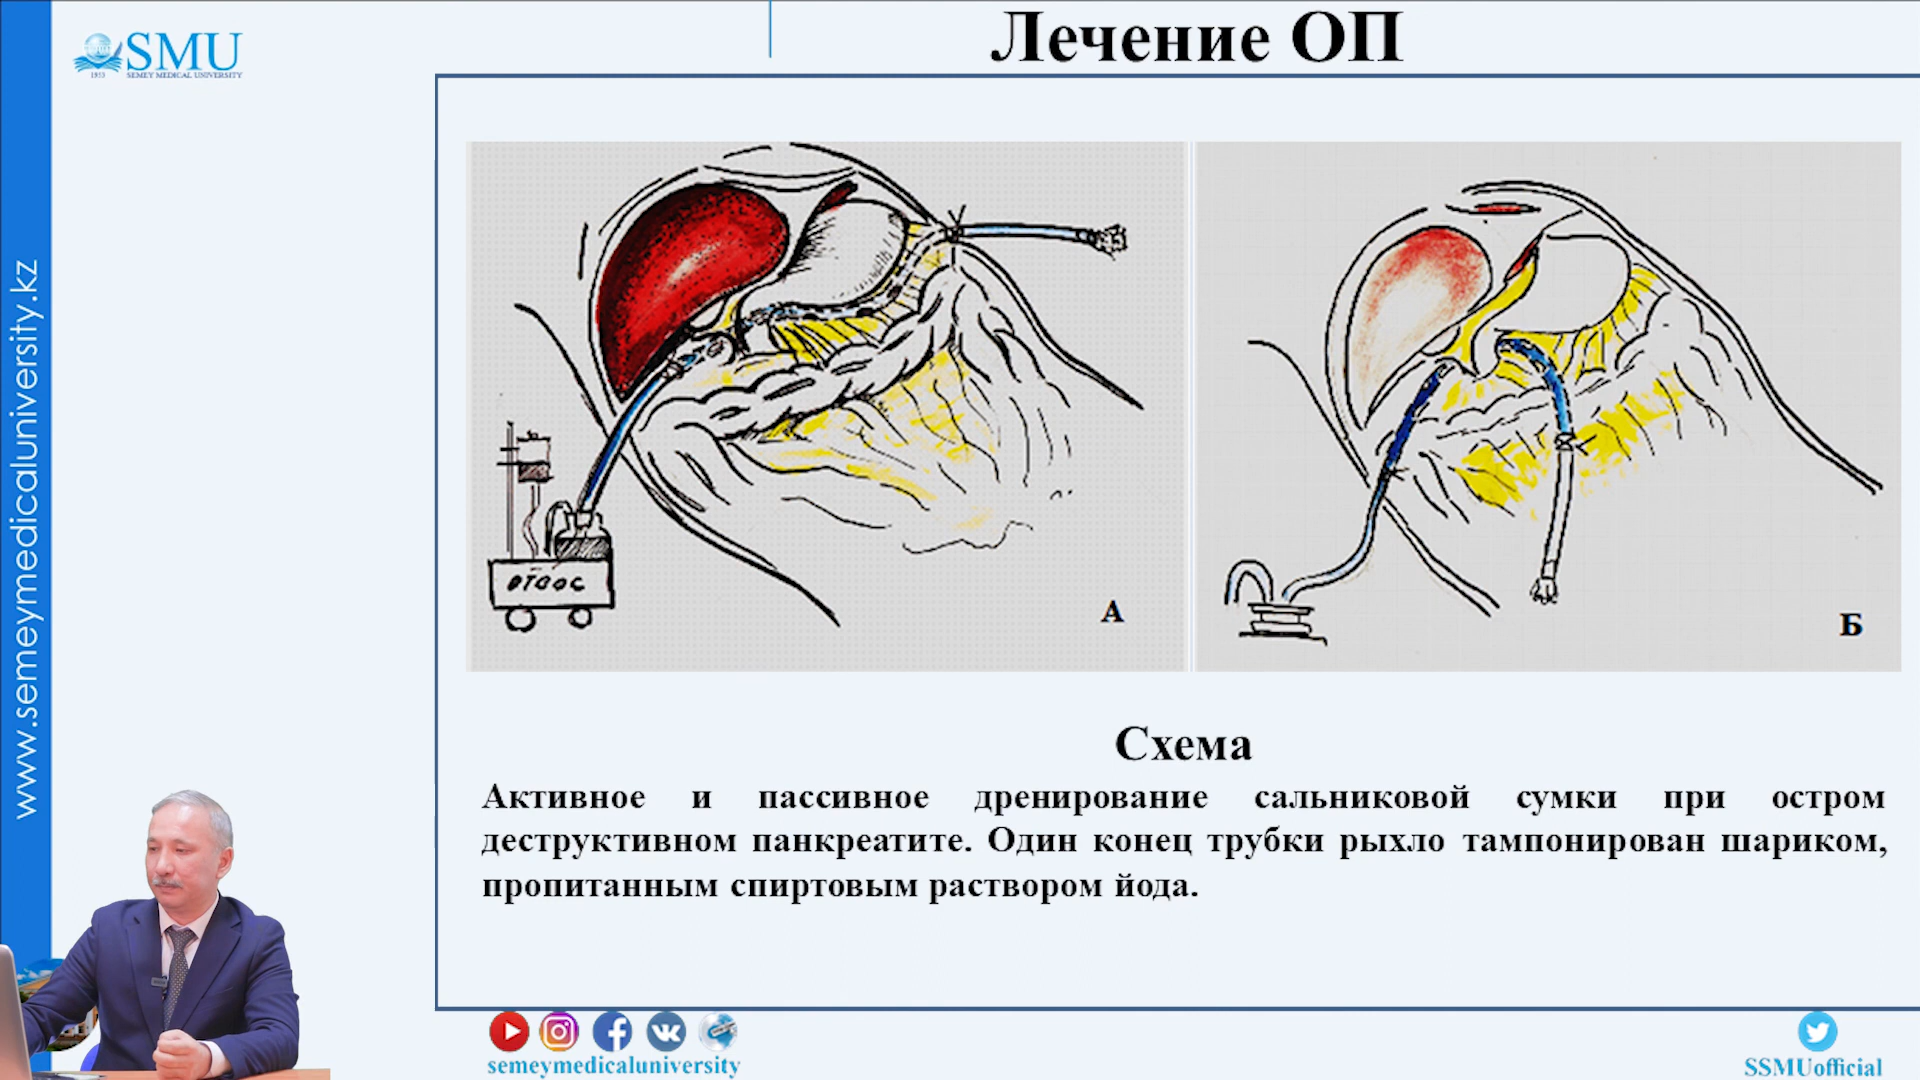 Лечение ОП
SMU
1953
SEMEY MEDICAL UNIVERSITY
www.semeymedicaluniversity.kz
А
Б
Схема
Активное и пассивное дренирование сальниковой сумки при остром
деструктивном панкреатите. Один конец трубки рыхло тампонирован шариком,
пропитанным спиртовым раствором йода.
semeymedicaluniversity
SSMUofficial